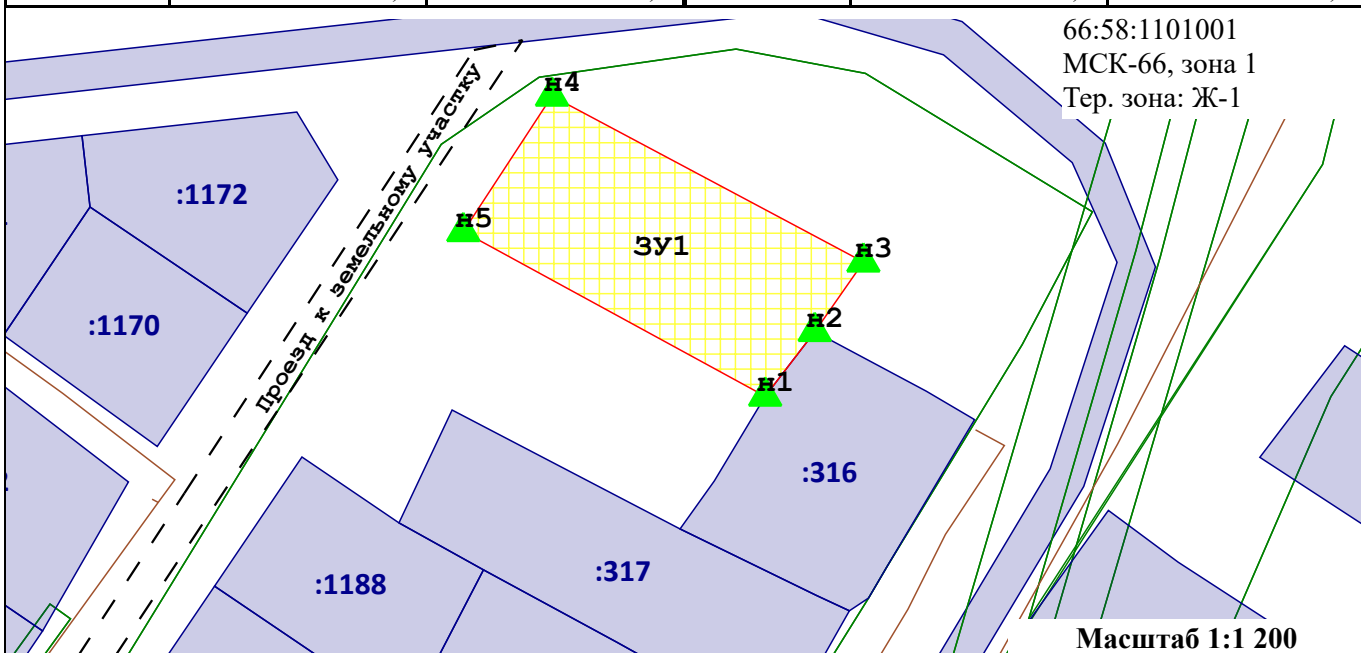 66:58:1101001
МСК-66, зона 1
Тер. зона: Ж-1
н4
:1172
Проезд к земельному участку
н5
ЗУ1
н3
н2
:1170
н1
:316
:317
:1188
Масштаб 1:1 200